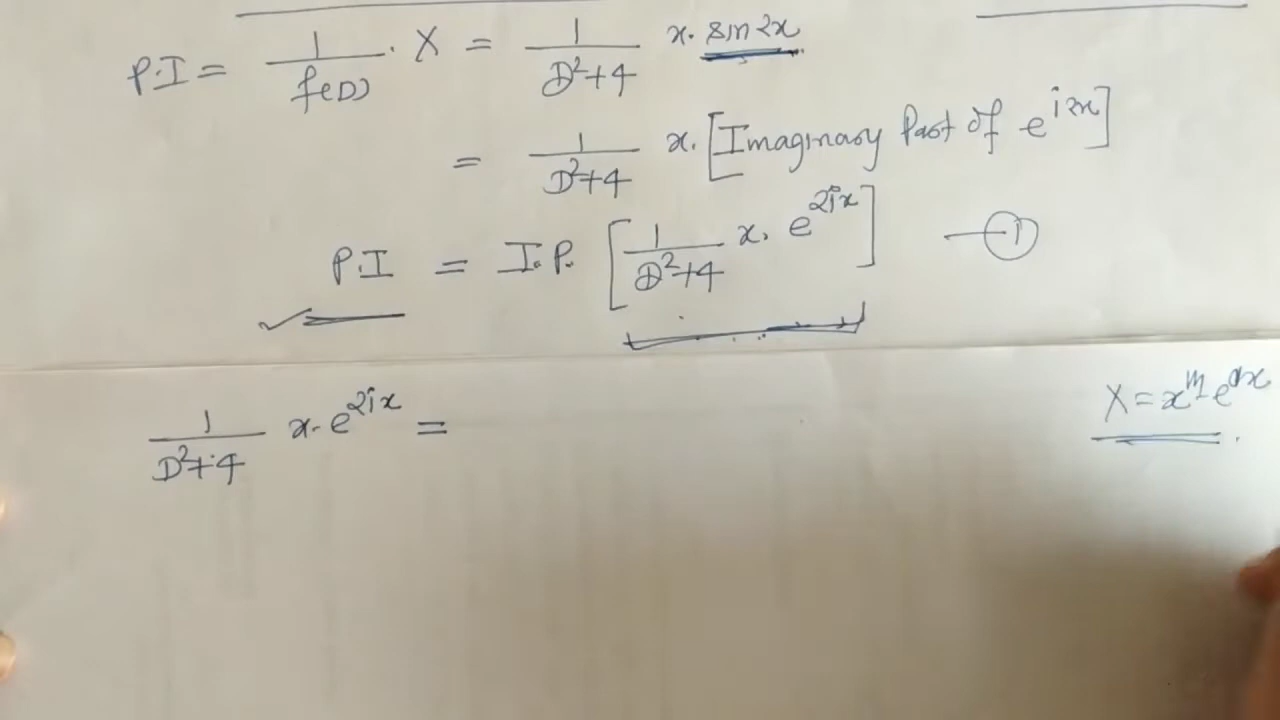 P.I = 1/f(D) . X = 1/D²+4 x. sin2x
= 1/D²+4 x. [Imaginary Part of e^i2x]
P.I = I.P. [1/D²+4 x. e^2ix] — ①
1/D²+4 x. e^2ix =
X = x^m e^ax